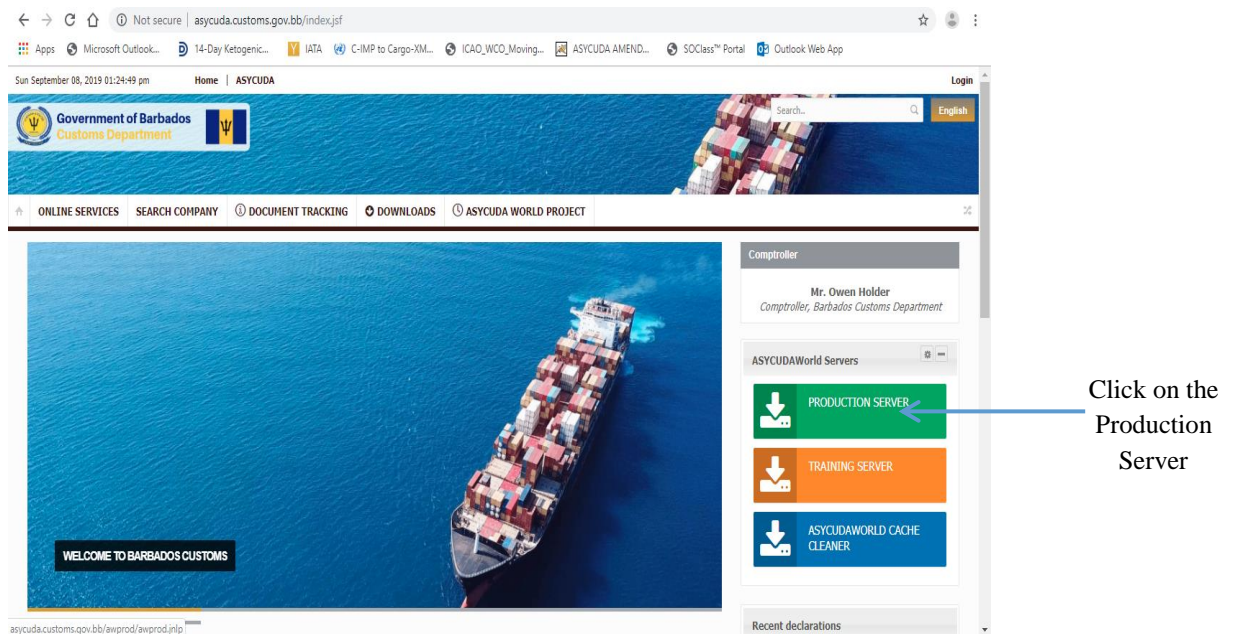 Not secure | asycuda.customs.gov.bb/index.jsf
Apps Microsoft Outlook... 14-Day Ketogenic... IATA C-IMP to Cargo-XM... ICAO_WCO_Moving... ASYCUDA AMEND... SOClass™ Portal Outlook Web App
Sun September 08, 2019 01:24:49 pm Home | ASYCUDA Login
Government of Barbados
Customs Department
Search...
English
ONLINE SERVICES SEARCH COMPANY DOCUMENT TRACKING DOWNLOADS ASYCUDA WORLD PROJECT
Comptroller
Mr. Owen Holder
Comptroller, Barbados Customs Department
ASYCUDAWorld Servers
PRODUCTION SERVER
TRAINING SERVER
ASYCUDAWORLD CACHE
CLEANER
WELCOME TO BARBADOS CUSTOMS
Recent declarations
asycuda.customs.gov.bb/awprod/awprod.jnlp
Click on the
Production
Server